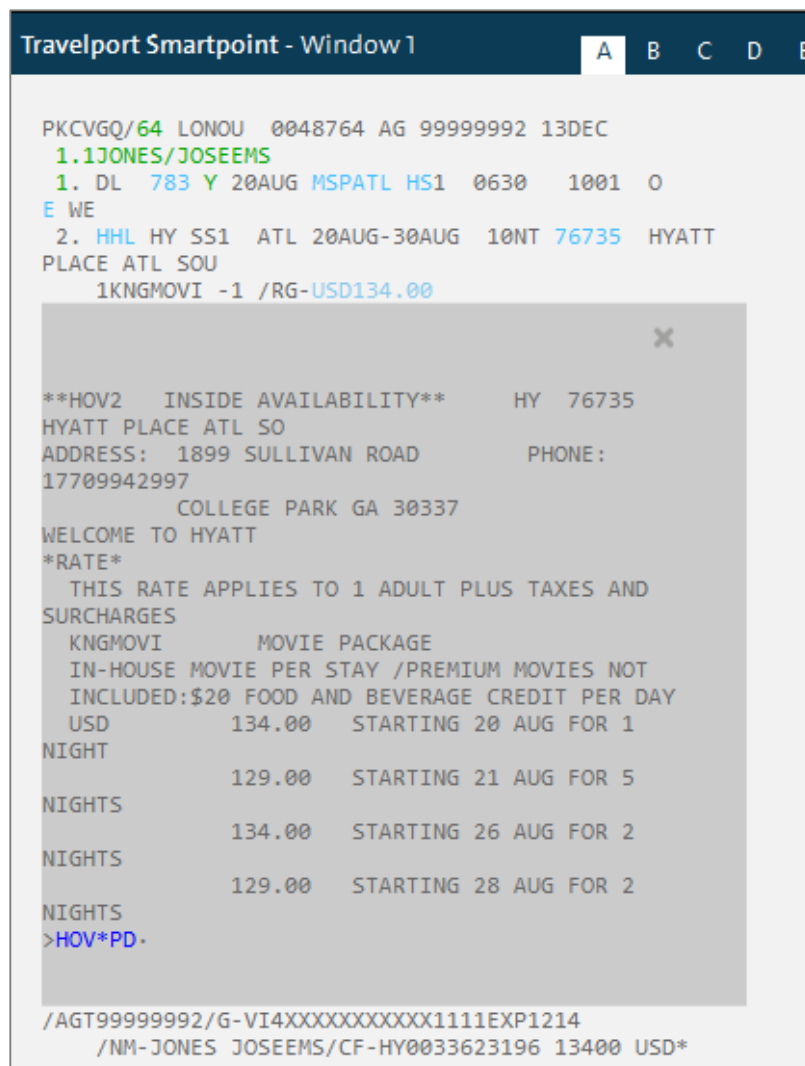 Travelport Smartpoint - Window 1 A B C D E
PKCVGQ/64 LONOU 0048764 AG 99999992 13DEC
1.1JONES/JOSEEMS
1. DL 783 Y 20AUG MSPATL HS1 0630 1001 O
E WE
2. HHL HY SS1 ATL 20AUG-30AUG 10NT 76735 HYATT
PLACE ATL SOU
1KNGMOVI -1 /RG-USD134.00
**HOV2 INSIDE AVAILABILITY** HY 76735
HYATT PLACE ATL SO
ADDRESS: 1899 SULLIVAN ROAD PHONE:
17709942997
COLLEGE PARK GA 30337
WELCOME TO HYATT
*RATE*
THIS RATE APPLIES TO 1 ADULT PLUS TAXES AND
SURCHARGES
KNGMOVI MOVIE PACKAGE
IN-HOUSE MOVIE PER STAY /PREMIUM MOVIES NOT
INCLUDED:$20 FOOD AND BEVERAGE CREDIT PER DAY
USD 134.00 STARTING 20 AUG FOR 1
NIGHT
129.00 STARTING 21 AUG FOR 5
NIGHTS
134.00 STARTING 26 AUG FOR 2
NIGHTS
129.00 STARTING 28 AUG FOR 2
NIGHTS
>HOV*PD·
/AGT99999992/G-VI4XXXXXXXXXXX1111EXP1214
/NM-JONES JOSEEMS/CF-HY0033623196 13400 USD*